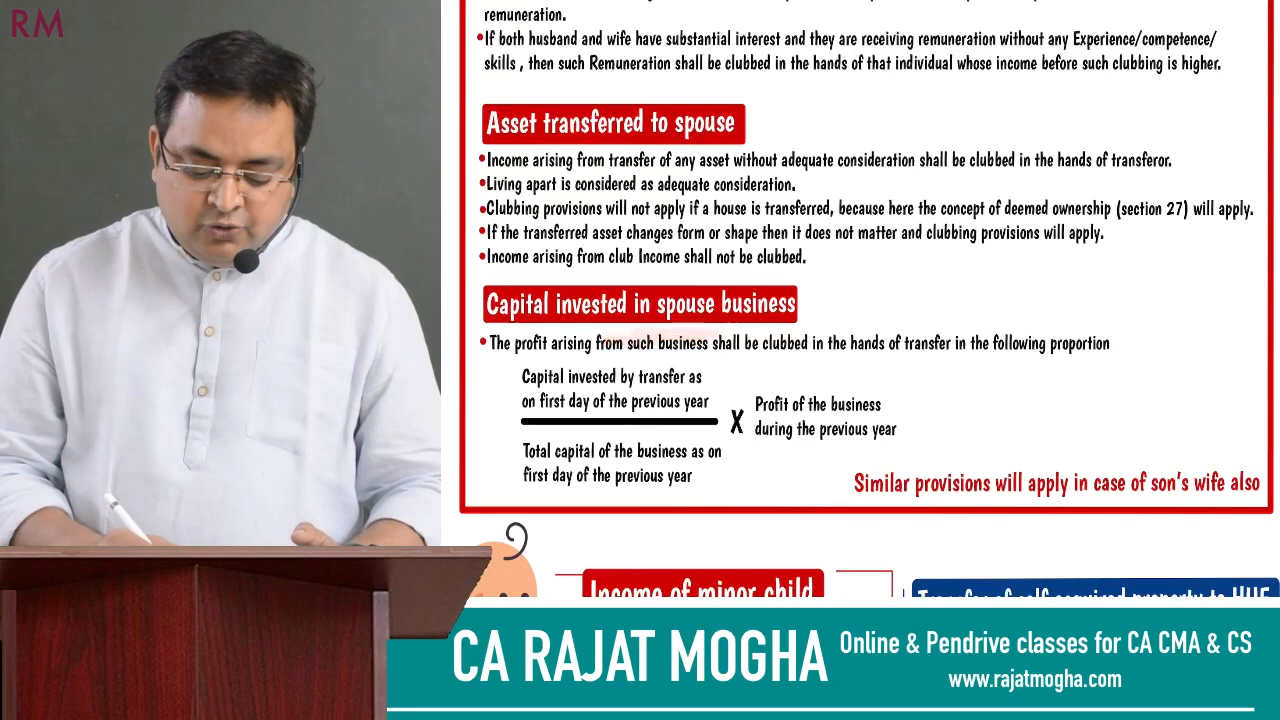 RM
remuneration.
•If both husband and wife have substantial interest and they are receiving remuneration without any Experience/competence/
skills , then such Remuneration shall be clubbed in the hands of that individual whose income before such clubbing is higher.
Asset transferred to spouse
•Income arising from transfer of any asset without adequate consideration shall be clubbed in the hands of transferor.
•Living apart is considered as adequate consideration.
•Clubbing provisions will not apply if a house is transferred, because here the concept of deemed ownership (section 27) will apply.
•If the transferred asset changes form or shape then it does not matter and clubbing provisions will apply.
•Income arising from club Income shall not be clubbed.
Capital invested in spouse business
• The profit arising from such business shall be clubbed in the hands of transfer in the following proportion
Capital invested by transfer as
on first day of the previous year
X
Profit of the business
during the previous year
Total capital of the business as on
first day of the previous year
Similar provisions will apply in case of son's wife also
Income of minor child
Transfer of self acquired property to HUF
CA RAJAT MOGHA
Online & Pendrive classes for CA CMA & CS
www.rajatmogha.com